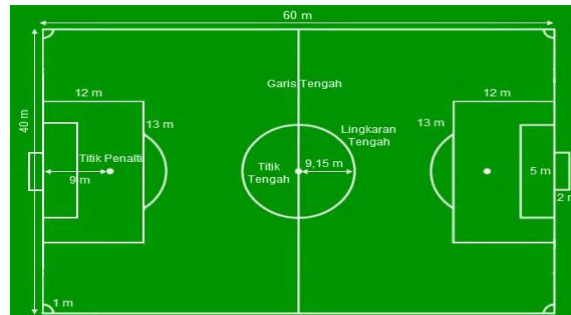 60 m
Garis Tengah
12 m
12 m
40 m
13 m
13 m
Lingkaran
Tengah
Titik Penalti
9 m
Titik
Tengah
9,15 m
5 m
2 m
1 m